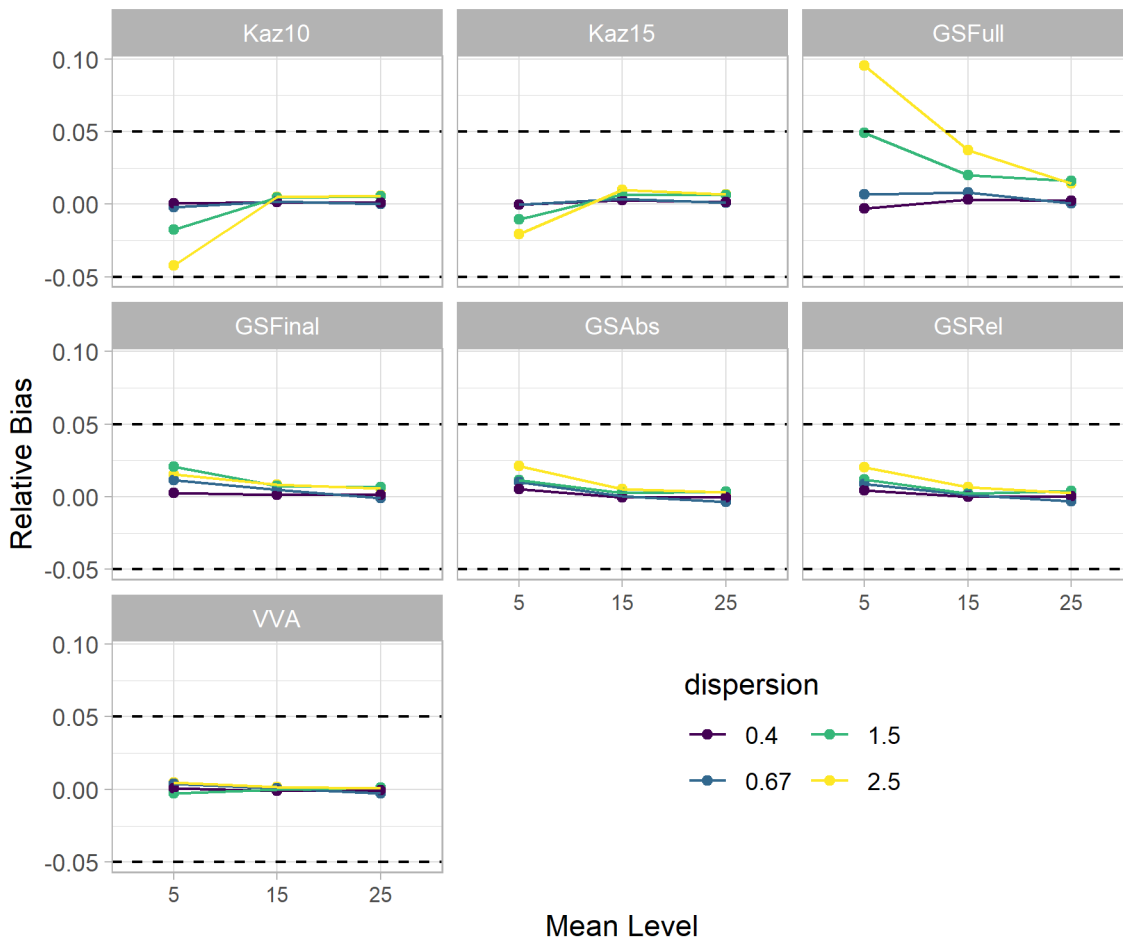 Kaz10 Kaz15 GSFull
0.10
0.05
0.00
-0.05
GSFinal GSAbs GSRel
0.10
0.05
0.00
-0.05
5 15 25 5 15 25
VVA
0.10
0.05
0.00
-0.05
5 15 25
Relative Bias
Mean Level
dispersion
0.4 1.5
0.67 2.5